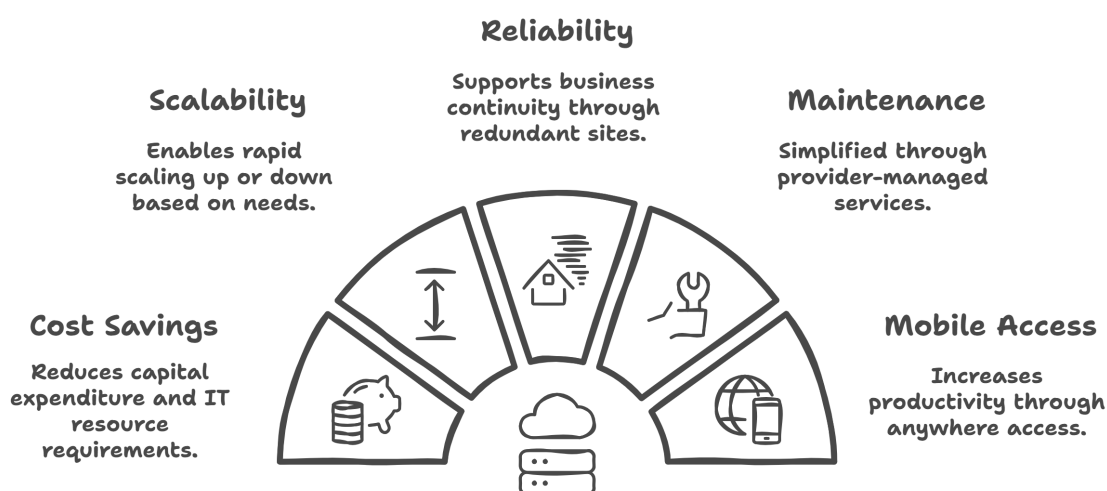 Reliability
Supports business
continuity through
redundant sites.
Scalability
Enables rapid
scaling up or down
based on needs.
Maintenance
Simplified through
provider-managed
services.
Cost Savings
Reduces capital
expenditure and IT
resource
requirements.
Mobile Access
Increases
productivity through
anywhere access.